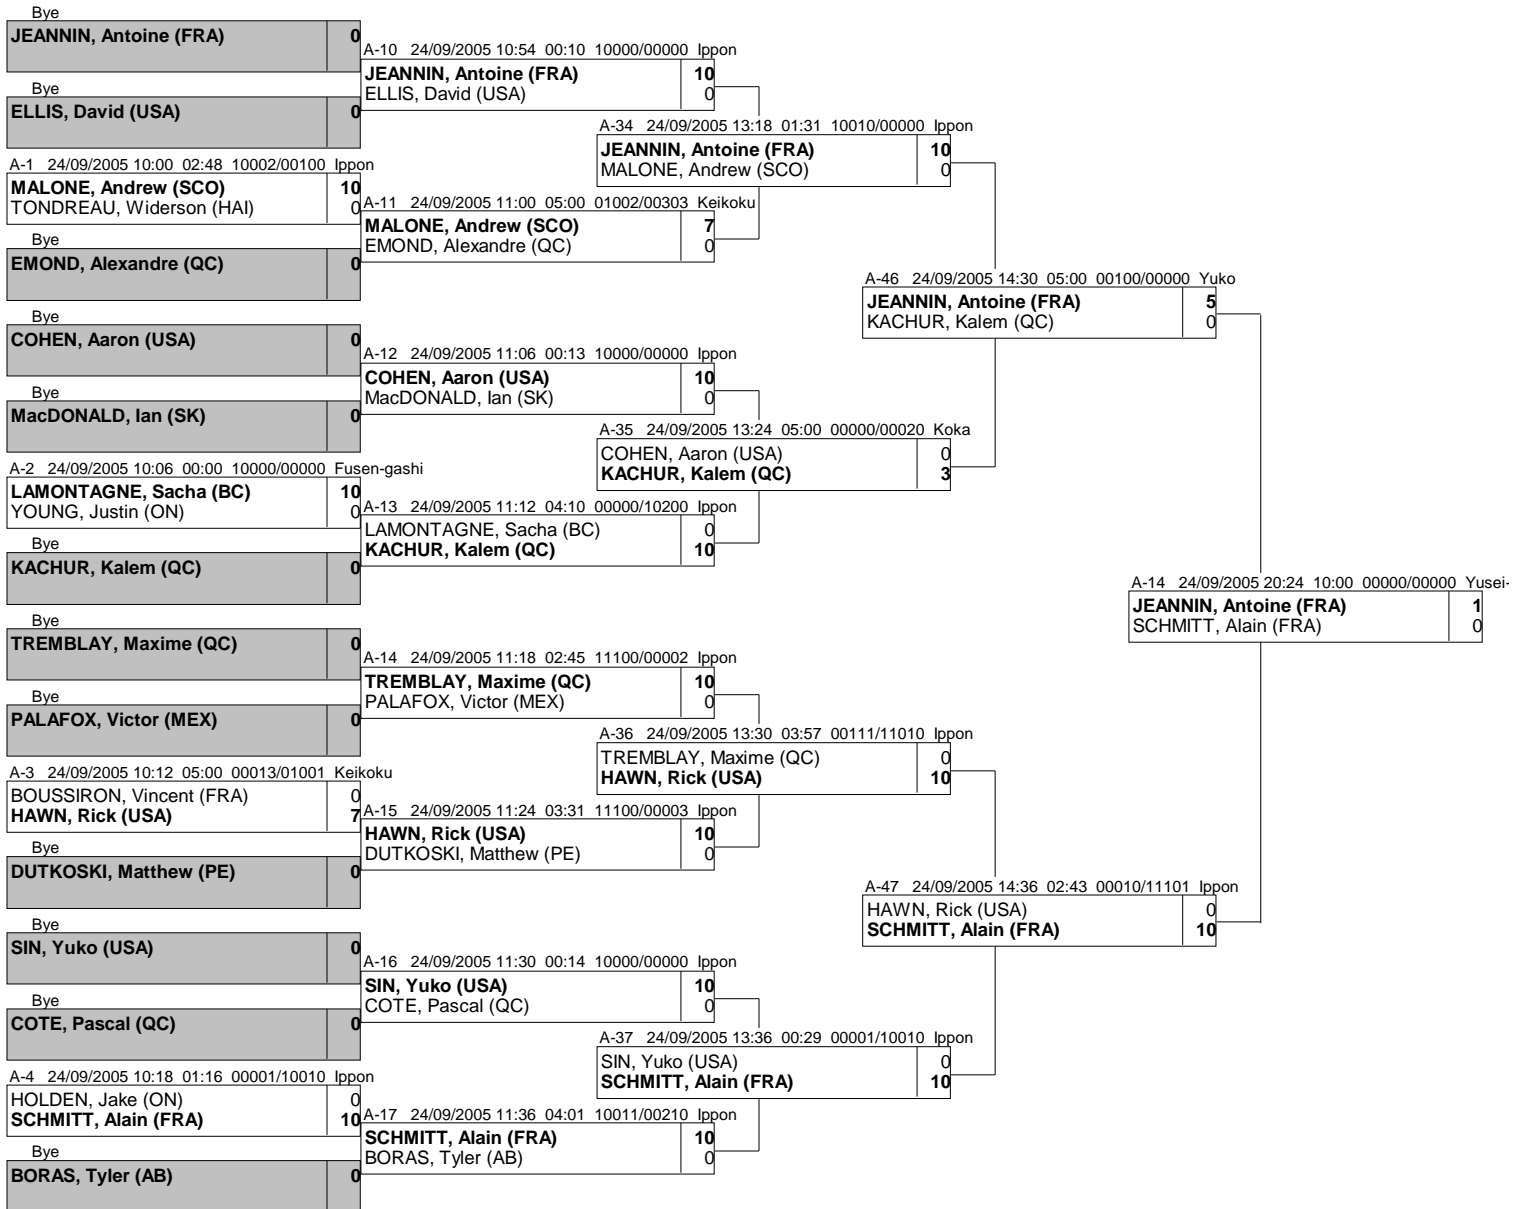 Bye
JEANNIN, Antoine (FRA) 0
Bye
ELLIS, David (USA) 0
A-1 24/09/2005 10:00 02:48 10002/00100 Ippon
MALONE, Andrew (SCO) 10
TONDREAU, Widerson (HAI) 0
Bye
EMOND, Alexandre (QC) 0
Bye
COHEN, Aaron (USA) 0
Bye
MacDONALD, Ian (SK) 0
A-2 24/09/2005 10:06 00:00 10000/00000 Fusen-gashi
LAMONTAGNE, Sacha (BC) 10
YOUNG, Justin (ON) 0
Bye
KACHUR, Kalem (QC) 0
Bye
TREMBLAY, Maxime (QC) 0
Bye
PALAFOX, Victor (MEX) 0
A-3 24/09/2005 10:12 05:00 00013/01001 Keikoku
BOUSSIRON, Vincent (FRA) 0
HAWN, Rick (USA) 7
Bye
DUTKOSKI, Matthew (PE) 0
Bye
SIN, Yuko (USA) 0
Bye
COTE, Pascal (QC) 0
A-4 24/09/2005 10:18 01:16 00001/10010 Ippon
HOLDEN, Jake (ON) 0
SCHMITT, Alain (FRA) 10
Bye
BORAS, Tyler (AB) 0
A-10 24/09/2005 10:54 00:10 10000/00000 Ippon
JEANNIN, Antoine (FRA) 10
ELLIS, David (USA) 0
A-11 24/09/2005 11:00 05:00 01002/00303 Keikoku
MALONE, Andrew (SCO) 7
EMOND, Alexandre (QC) 0
A-12 24/09/2005 11:06 00:13 10000/00000 Ippon
COHEN, Aaron (USA) 10
MacDONALD, Ian (SK) 0
A-13 24/09/2005 11:12 04:10 00000/10200 Ippon
LAMONTAGNE, Sacha (BC) 0
KACHUR, Kalem (QC) 10
A-14 24/09/2005 11:18 02:45 11100/00002 Ippon
TREMBLAY, Maxime (QC) 10
PALAFOX, Victor (MEX) 0
A-15 24/09/2005 11:24 03:31 11100/00003 Ippon
HAWN, Rick (USA) 10
DUTKOSKI, Matthew (PE) 0
A-16 24/09/2005 11:30 00:14 10000/00000 Ippon
SIN, Yuko (USA) 10
COTE, Pascal (QC) 0
A-17 24/09/2005 11:36 04:01 10011/00210 Ippon
SCHMITT, Alain (FRA) 10
BORAS, Tyler (AB) 0
A-34 24/09/2005 13:18 01:31 10010/00000 Ippon
JEANNIN, Antoine (FRA) 10
MALONE, Andrew (SCO) 0
A-35 24/09/2005 13:24 05:00 00000/00020 Koka
COHEN, Aaron (USA) 0
KACHUR, Kalem (QC) 3
A-36 24/09/2005 13:30 03:57 00111/11010 Ippon
TREMBLAY, Maxime (QC) 0
HAWN, Rick (USA) 10
A-37 24/09/2005 13:36 00:29 00001/10010 Ippon
SIN, Yuko (USA) 0
SCHMITT, Alain (FRA) 10
A-46 24/09/2005 14:30 05:00 00100/00000 Yuko
JEANNIN, Antoine (FRA) 5
KACHUR, Kalem (QC) 0
A-47 24/09/2005 14:36 02:43 00010/11101 Ippon
HAWN, Rick (USA) 0
SCHMITT, Alain (FRA) 10
A-14 24/09/2005 20:24 10:00 00000/00000 Yusei-
JEANNIN, Antoine (FRA) 1
SCHMITT, Alain (FRA) 0